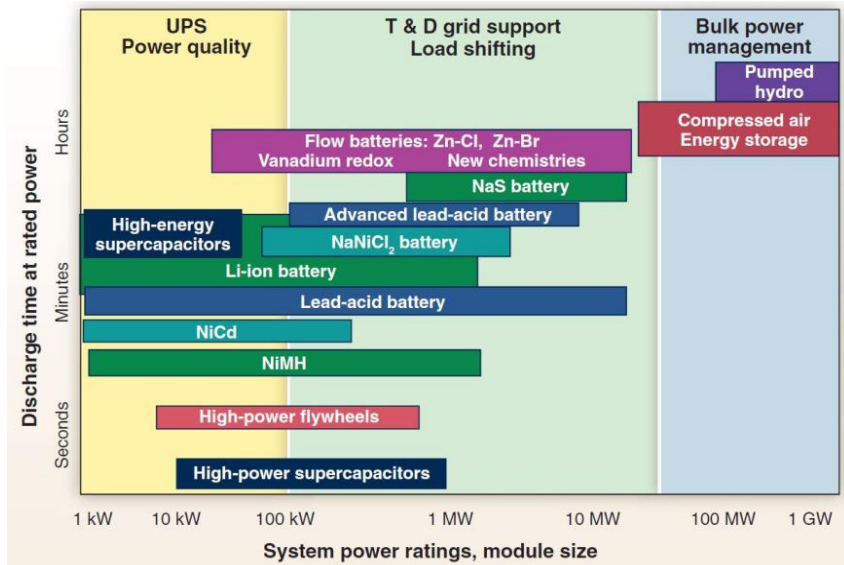 UPS
Power quality
T & D grid support
Load shifting
Bulk power
management
Pumped
hydro
Compressed air
Energy storage
Flow batteries: Zn-Cl, Zn-Br
Vanadium redox New chemistries
NaS battery
Advanced lead-acid battery
High-energy
supercapacitors
NaNiCl₂ battery
Li-ion battery
Lead-acid battery
NiCd
NiMH
High-power flywheels
High-power supercapacitors
Discharge time at rated power
Hours
Minutes
Seconds
1 kW 10 kW 100 kW 1 MW 10 MW 100 MW 1 GW
System power ratings, module size